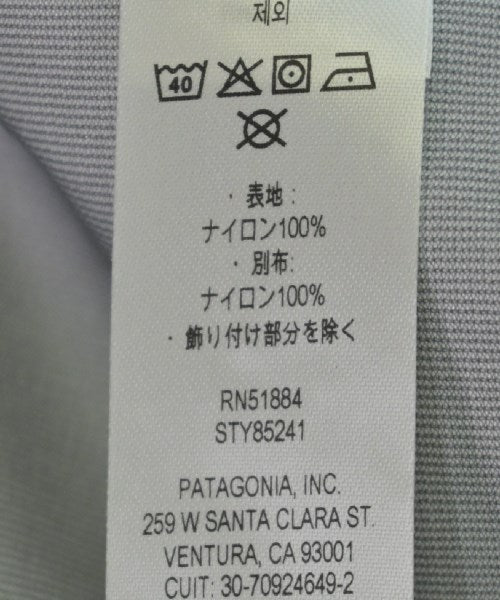 제외
40
・表地：
ナイロン100%
・別布:
ナイロン100%
・飾り付け部分を除く
RN51884
STY85241
PATAGONIA, INC.
259 W SANTA CLARA ST.
VENTURA, CA 93001
CUIT: 30-70924649-2